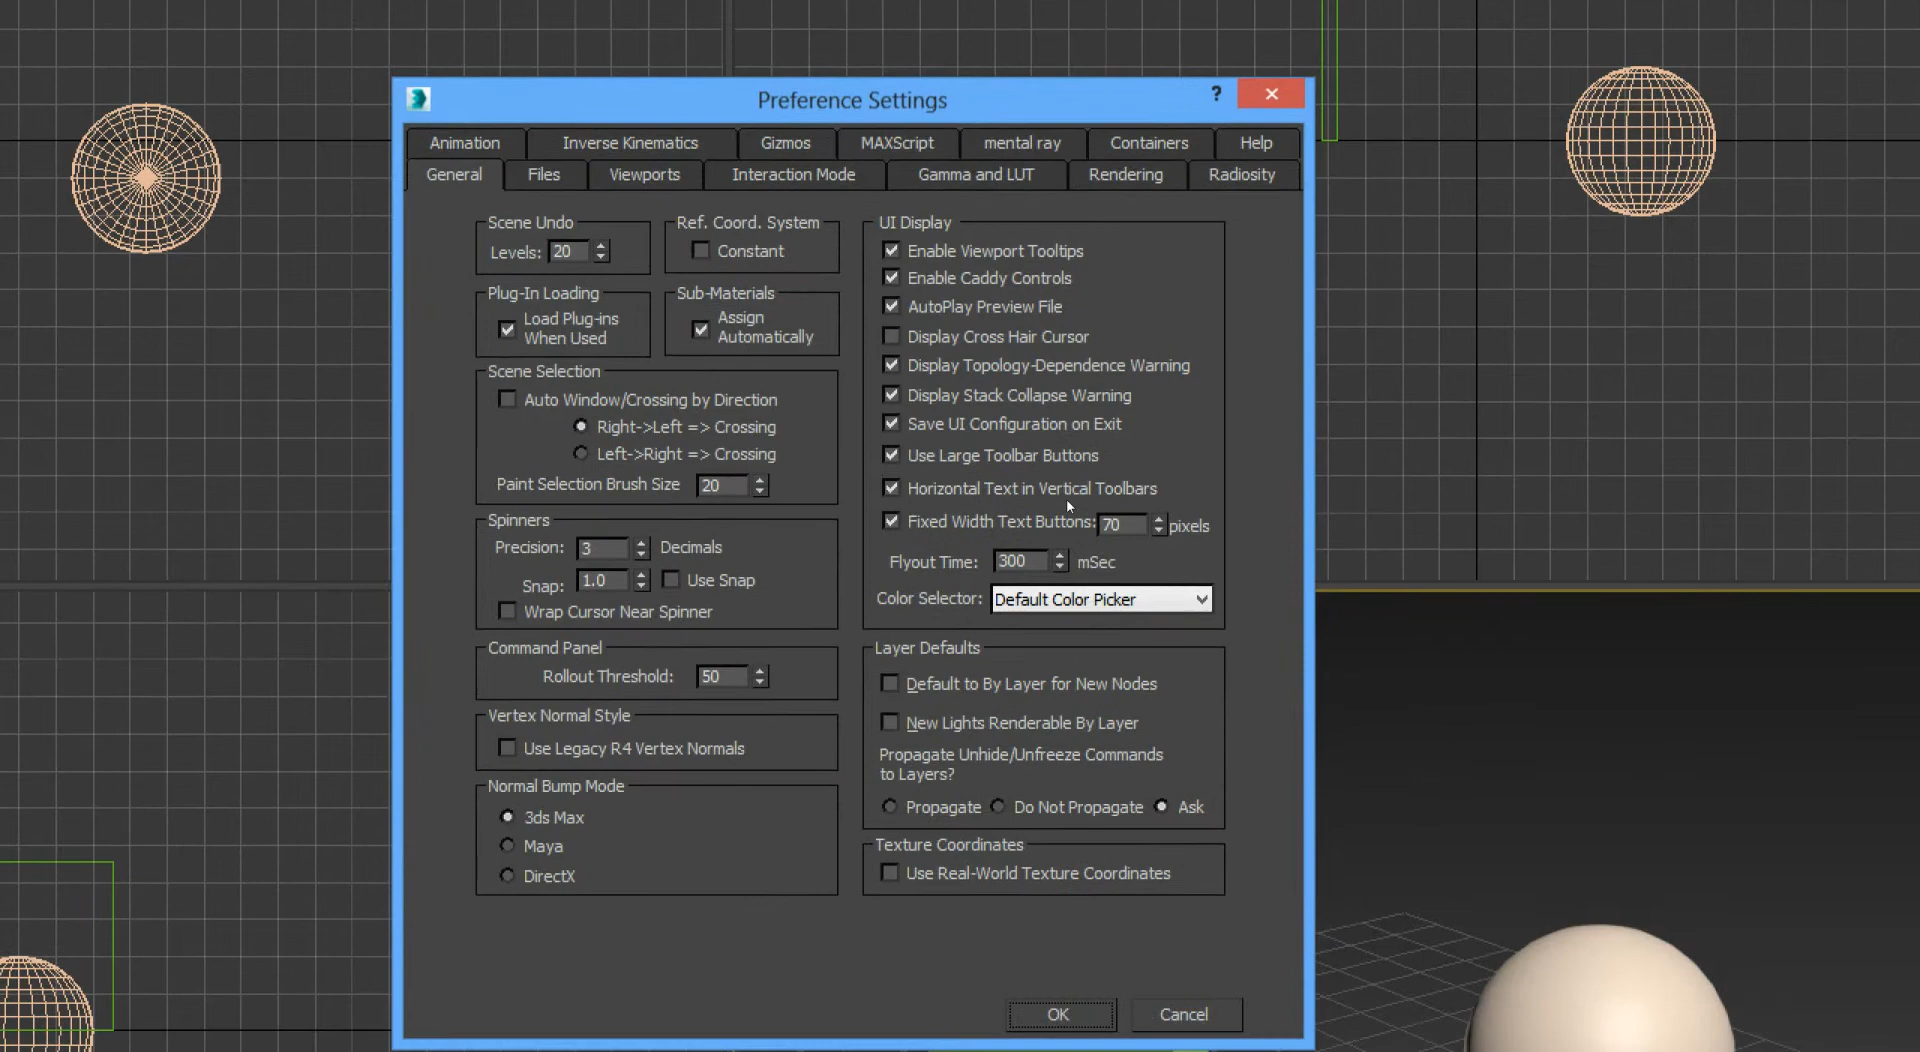 Preference Settings
?
Animation
Inverse Kinematics
Gizmos
MAXScript
mental ray
Containers
Help
General
Files
Viewports
Interaction Mode
Gamma and LUT
Rendering
Radiosity
Scene Undo
Levels: 20
Ref. Coord. System
Constant
Plug-In Loading
Load Plug-ins
When Used
Sub-Materials
Assign
Automatically
Scene Selection
Auto Window/Crossing by Direction
Right->Left => Crossing
Left->Right => Crossing
Paint Selection Brush Size 20
Spinners
Precision: 3 Decimals
Snap: 1.0 Use Snap
Wrap Cursor Near Spinner
Command Panel
Rollout Threshold: 50
Vertex Normal Style
Use Legacy R4 Vertex Normals
Normal Bump Mode
3ds Max
Maya
DirectX
UI Display
Enable Viewport Tooltips
Enable Caddy Controls
AutoPlay Preview File
Display Cross Hair Cursor
Display Topology-Dependence Warning
Display Stack Collapse Warning
Save UI Configuration on Exit
Use Large Toolbar Buttons
Horizontal Text in Vertical Toolbars
Fixed Width Text Buttons: 70 pixels
Flyout Time: 300 mSec
Color Selector: Default Color Picker
Layer Defaults
Default to By Layer for New Nodes
New Lights Renderable By Layer
Propagate Unhide/Unfreeze Commands
to Layers?
Propagate Do Not Propagate Ask
Texture Coordinates
Use Real-World Texture Coordinates
OK
Cancel